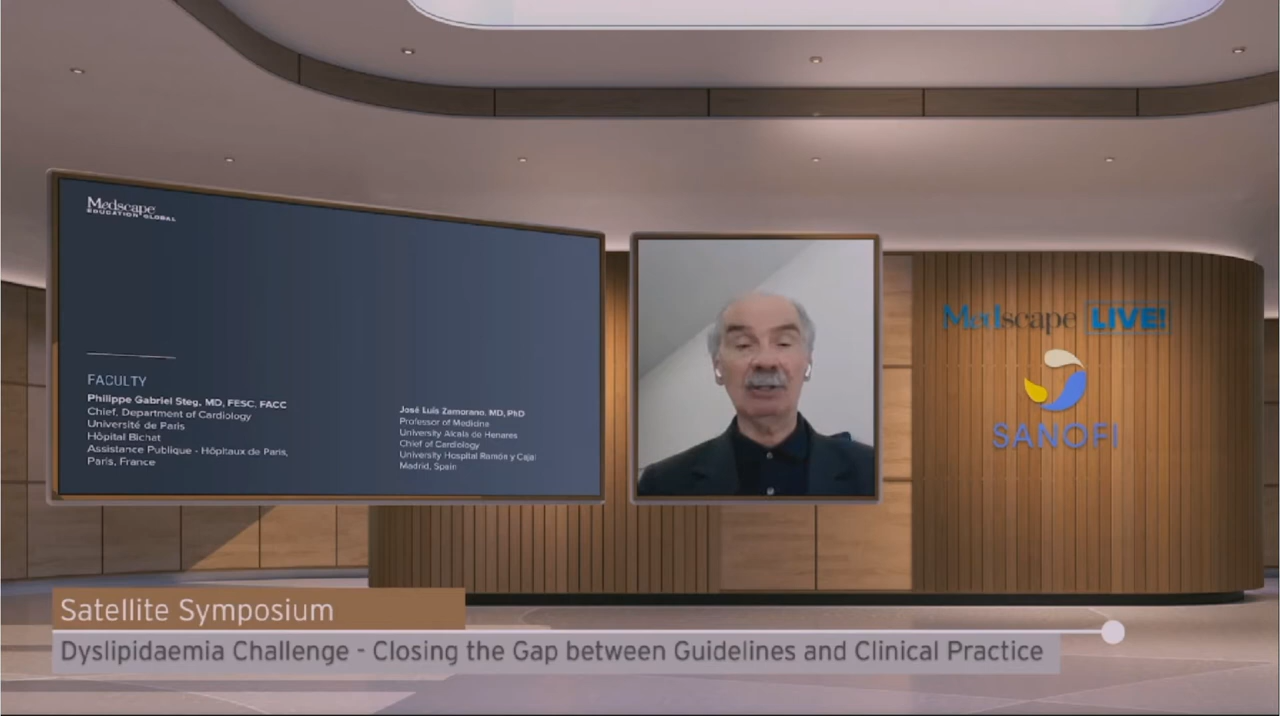 Medscape
EDUCATION GLOBAL
FACULTY
Philippe Gabriel Steg, MD, FESC, FACC
Chief, Department of Cardiology
Université de Paris
Hôpital Bichat
Assistance Publique - Hôpitaux de Paris,
Paris, France
José Luis Zamorano, MD, PhD
Professor of Medicine
University Alcala de Henares
Chief of Cardiology
University Hospital Ramón y Cajal
Madrid, Spain
Medscape LIVE!
SANOFI
Satellite Symposium
Dyslipidaemia Challenge - Closing the Gap between Guidelines and Clinical Practice